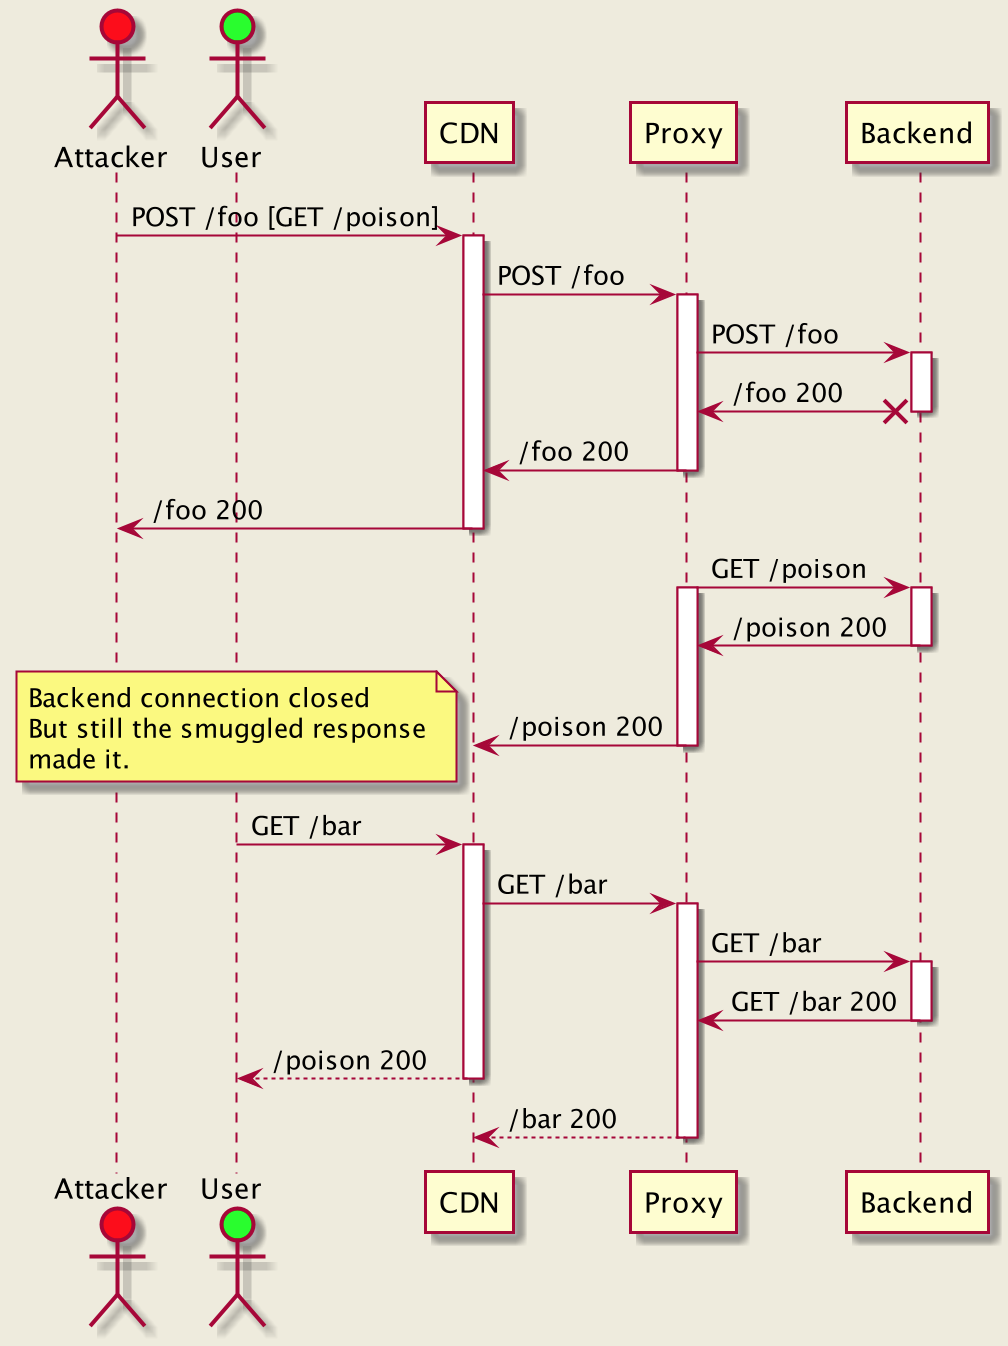 Attacker
User
CDN
Proxy
Backend
POST /foo [GET /poison]
POST /foo
POST /foo
/foo 200
/foo 200
/foo 200
GET /poison
/poison 200
Backend connection closed
But still the smuggled response
made it.
/poison 200
GET /bar
GET /bar
GET /bar
GET /bar 200
/poison 200
/bar 200
Attacker
User
CDN
Proxy
Backend